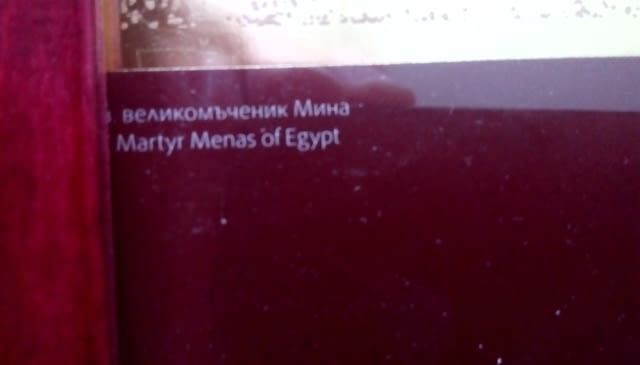 великомъченик Мина
Martyr Menas of Egypt